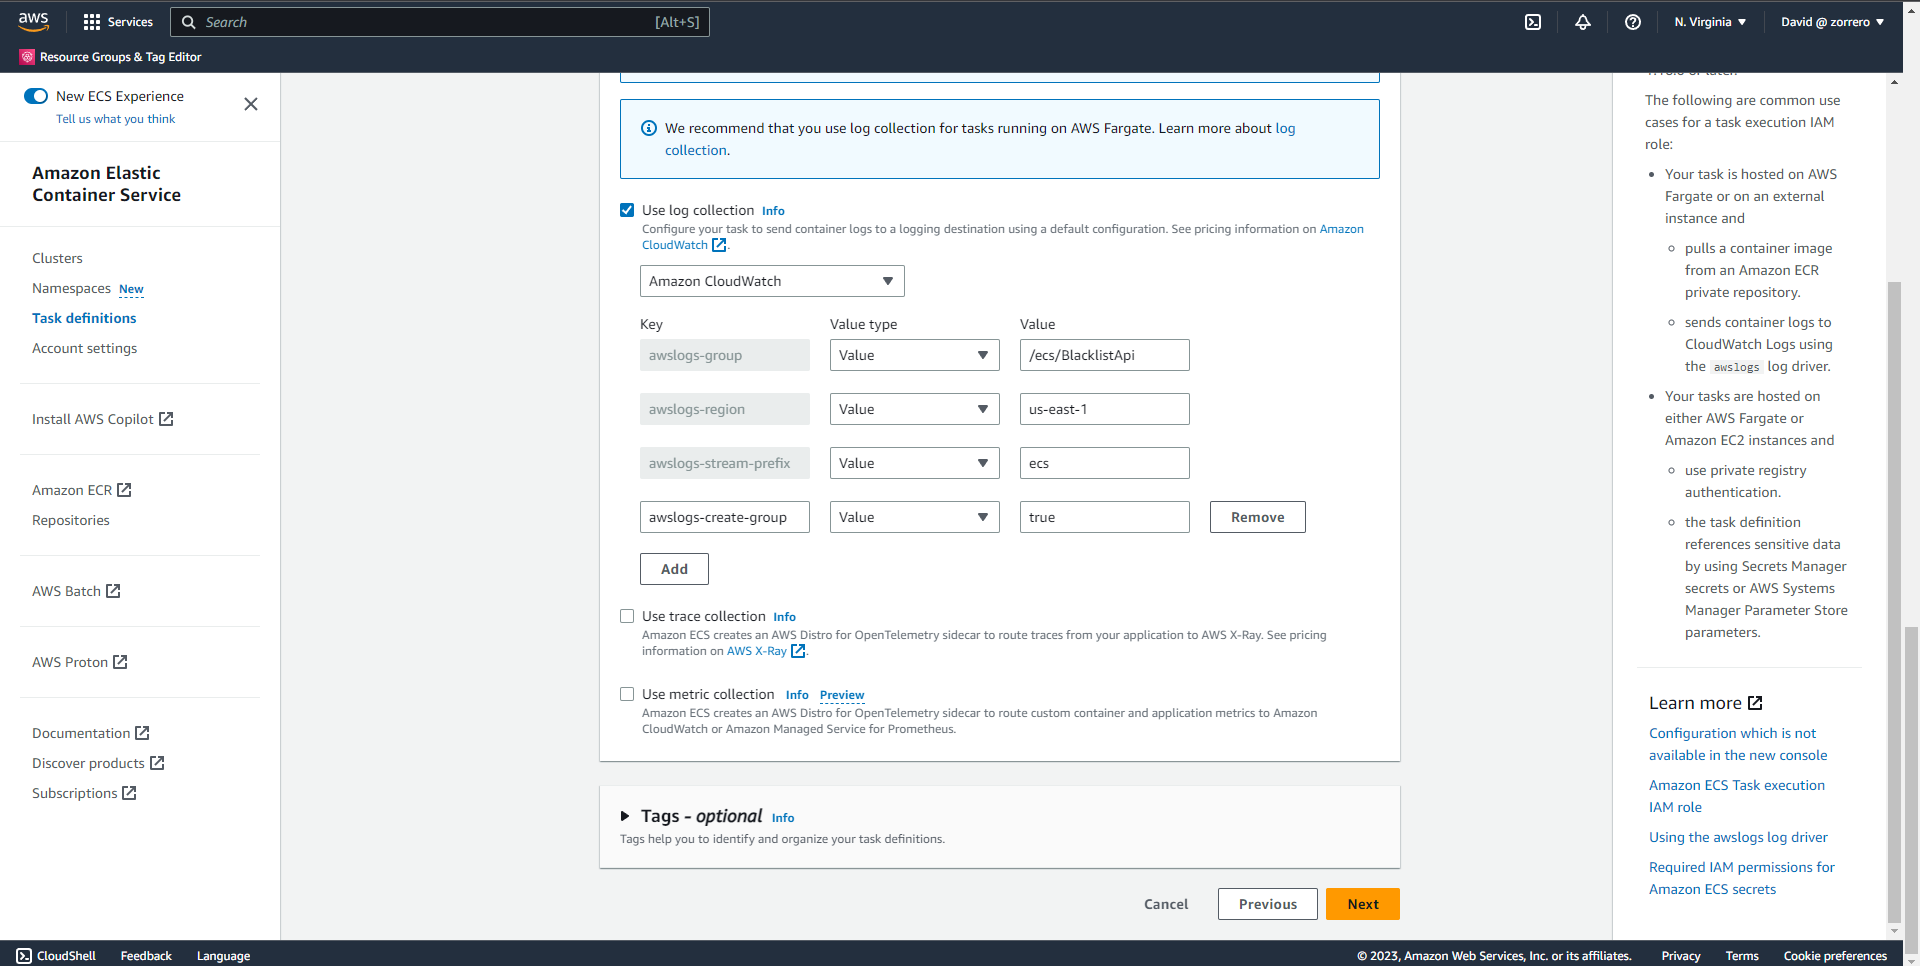 aws
Services
Search
[Alt+S]
N. Virginia
David @ zorrero
Resource Groups & Tag Editor
New ECS Experience
Tell us what you think
Amazon Elastic
Container Service
Clusters
Namespaces New
Task definitions
Account settings
Install AWS Copilot
Amazon ECR
Repositories
AWS Batch
AWS Proton
Documentation
Discover products
Subscriptions
We recommend that you use log collection for tasks running on AWS Fargate. Learn more about log
collection.
Use log collection Info
Configure your task to send container logs to a logging destination using a default configuration. See pricing information on Amazon
CloudWatch.
Amazon CloudWatch
Key Value type Value
awslogs-group Value /ecs/BlacklistApi
awslogs-region Value us-east-1
awslogs-stream-prefix Value ecs
awslogs-create-group Value true Remove
Add
Use trace collection Info
Amazon ECS creates an AWS Distro for OpenTelemetry sidecar to route traces from your application to AWS X-Ray. See pricing
information on AWS X-Ray.
Use metric collection Info Preview
Amazon ECS creates an AWS Distro for OpenTelemetry sidecar to route custom container and application metrics to Amazon
CloudWatch or Amazon Managed Service for Prometheus.
Tags - optional Info
Tags help you to identify and organize your task definitions.
Cancel Previous Next
The following are common use
cases for a task execution IAM
role:
• Your task is hosted on AWS
Fargate or on an external
instance and
◦ pulls a container image
from an Amazon ECR
private repository.
◦ sends container logs to
CloudWatch Logs using
the awslogs log driver.
• Your tasks are hosted on
either AWS Fargate or
Amazon EC2 instances and
◦ use private registry
authentication.
◦ the task definition
references sensitive data
by using Secrets Manager
secrets or AWS Systems
Manager Parameter Store
parameters.
Learn more
Configuration which is not
available in the new console
Amazon ECS Task execution
IAM role
Using the awslogs log driver
Required IAM permissions for
Amazon ECS secrets
CloudShell Feedback Language
© 2023, Amazon Web Services, Inc. or its affiliates. Privacy Terms Cookie preferences